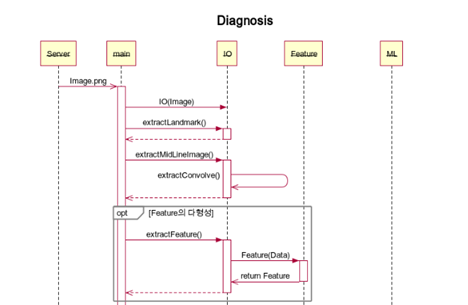 Diagnosis
Server main IO Feature ML
Image.png
IO(Image)
extractLandmark()
extractMidLineImage()
extractConvolve()
opt [Feature의 다형성]
extractFeature()
Feature(Data)
return Feature